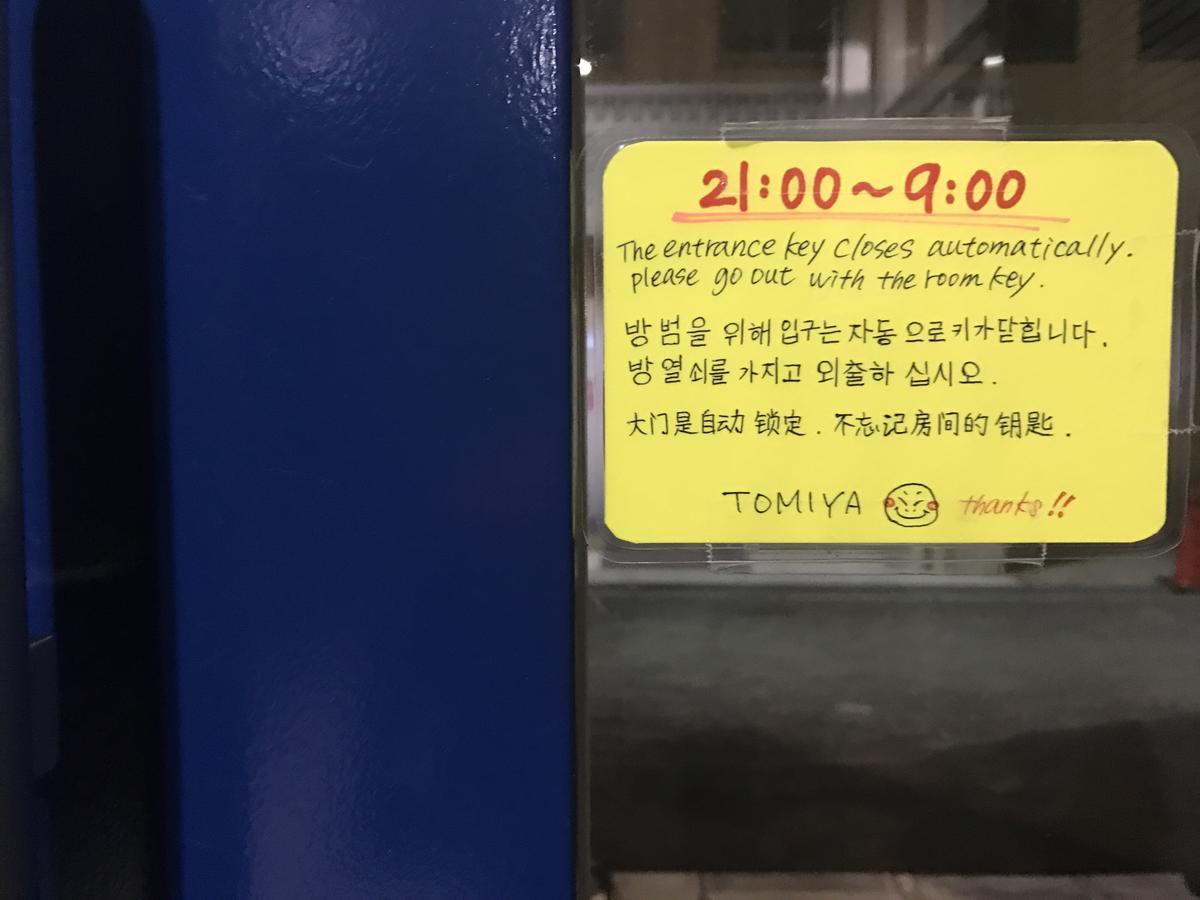 21:00~9:00
The entrance key closes automatically.
please go out with the room key.
방범을 위해 입구는 자동으로 키가 닫힙니다.
방 열쇠를 가지고 외출하십시오.
大门是自动锁定.不忘记房间的钥匙.
TOMIYA thanks!!